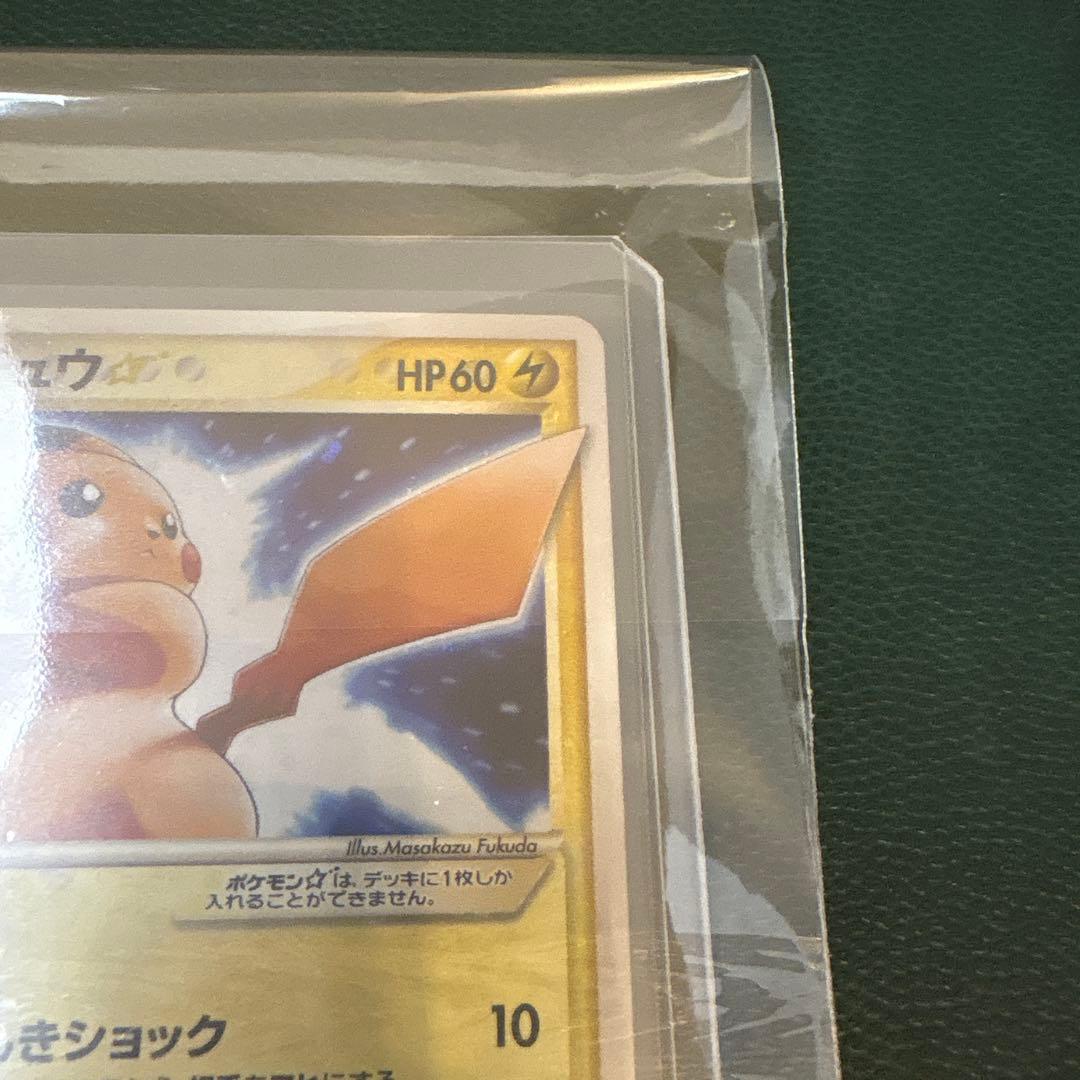 ュウ☆ HP60
Illus.Masakazu Fukuda
ポケモン☆は、デッキに1枚しか
入れることができません。
きショック 10